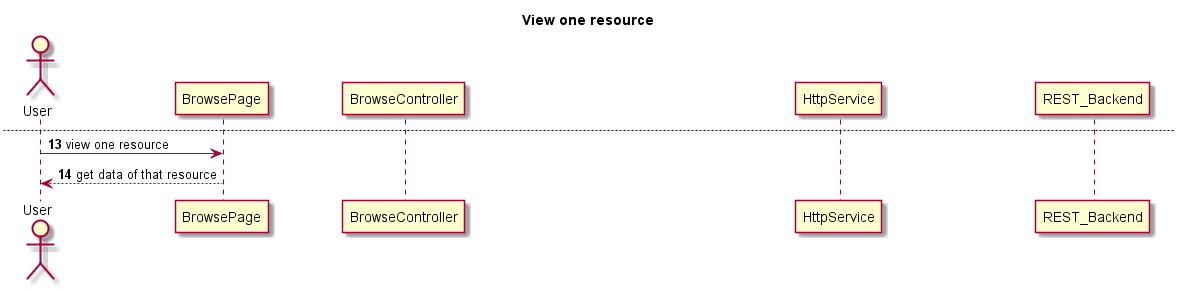 View one resource
User
BrowsePage
BrowseController
HttpService
REST_Backend
13 view one resource
14 get data of that resource
User
BrowsePage
BrowseController
HttpService
REST_Backend